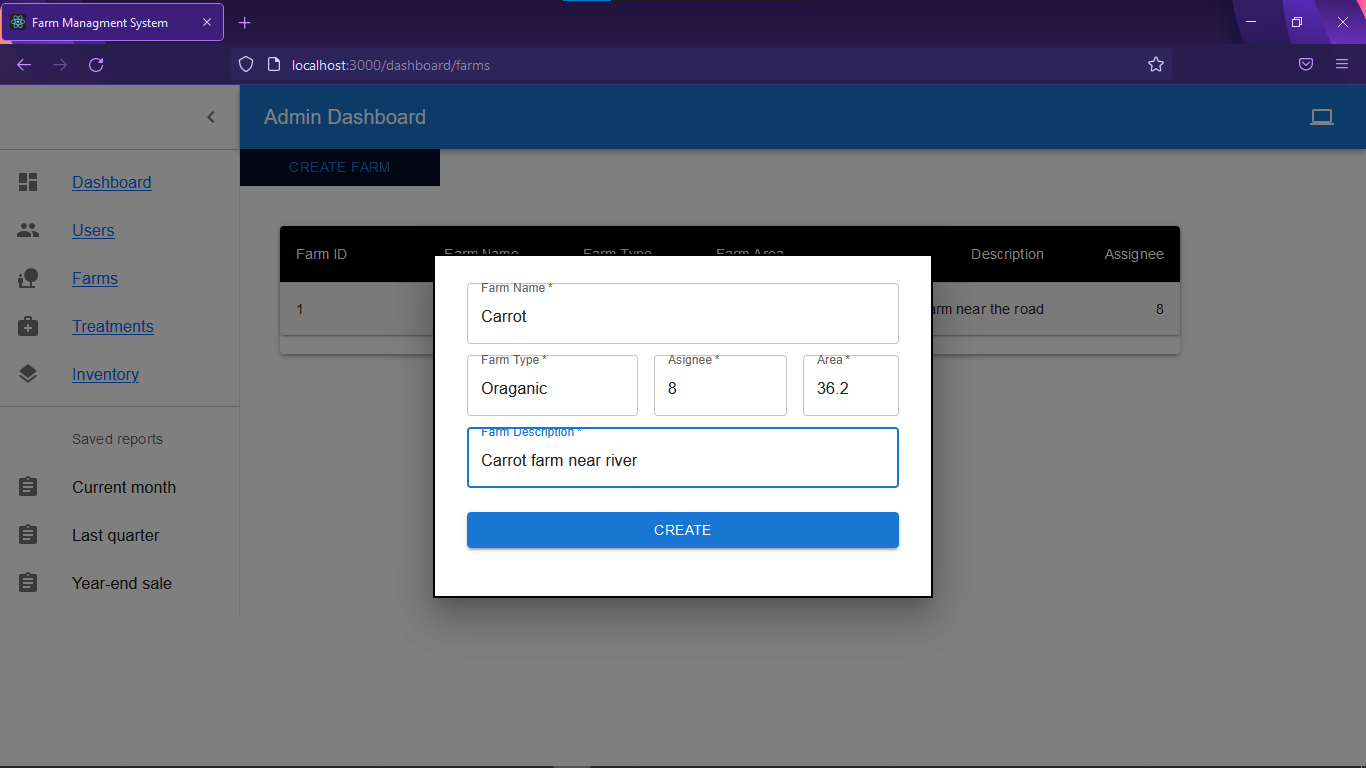 Farm Managment System
localhost:3000/dashboard/farms
Admin Dashboard
CREATE FARM
Dashboard
Users
Farms
Treatments
Inventory
Saved reports
Current month
Last quarter
Year-end sale
Farm ID Farm Name Farm Type Farm Area Description Assignee
1 arm near the road 8
Farm Name *
Carrot
Farm Type * Asignee * Area *
Oraganic 8 36.2
Farm Description *
Carrot farm near river
CREATE